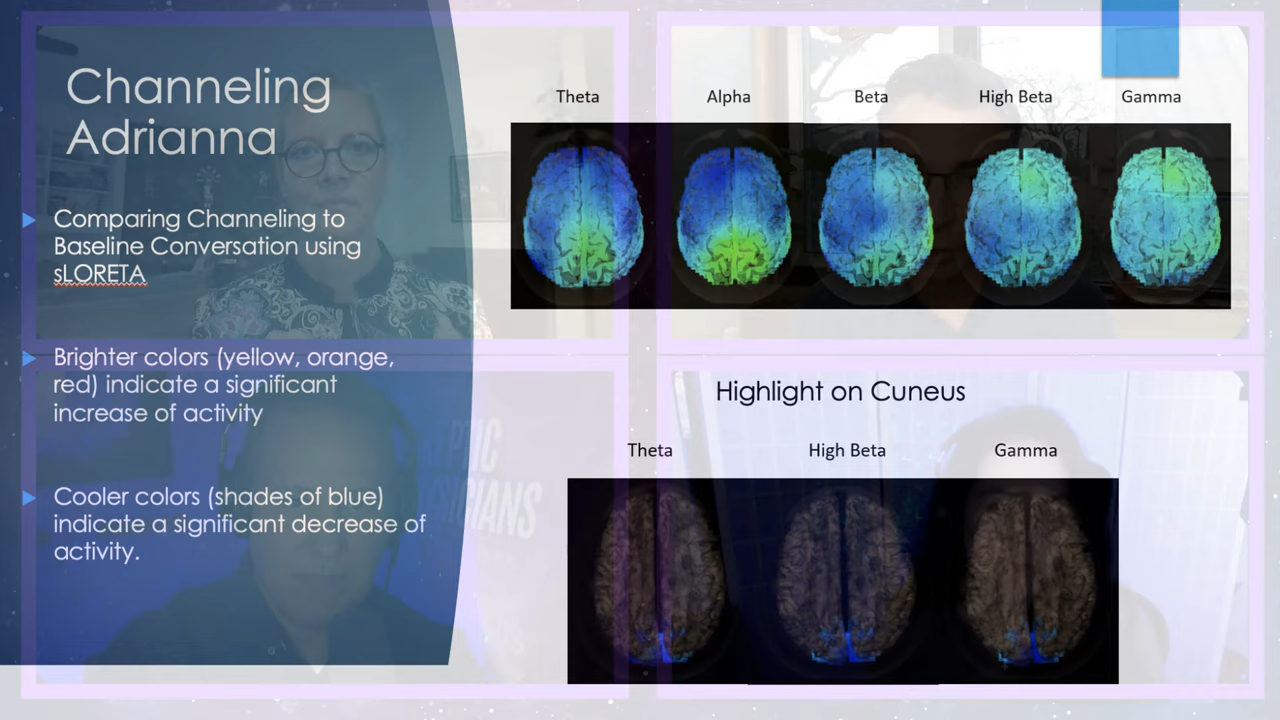 Channeling
Adrianna
Comparing Channeling to
Baseline Conversation using
sLORETA
Brighter colors (yellow, orange,
red) indicate a significant
increase of activity
Cooler colors (shades of blue)
indicate a significant decrease of
activity.
Theta Alpha Beta High Beta Gamma
Highlight on Cuneus
Theta High Beta Gamma